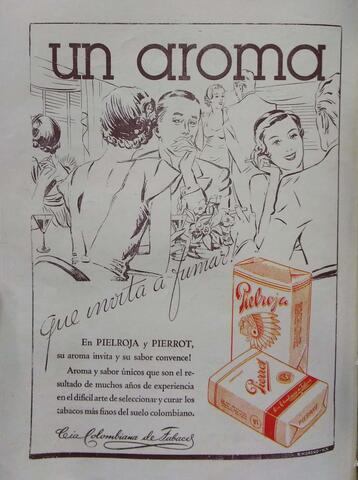 un aroma
que invita a fumar!
Pielroja
Pierrot
PIERROT
En PIELROJA y PIERROT,
su aroma invita y su sabor convence!
Aroma y sabor únicos que son el re-
sultado de muchos años de experiencia
en el difícil arte de seleccionar y curar los
tabacos más finos del suelo colombiano.
Cia Colombiana de Tabaco